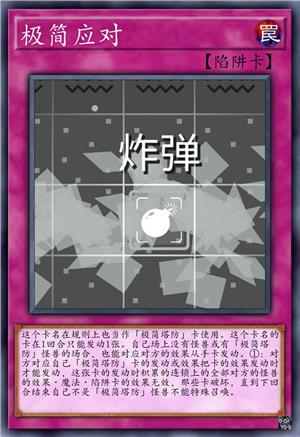 极简应对
罠
【陷阱卡】
炸弹
这个卡名在规则上也当作「极简塔防」卡使用。这个卡名的
卡在1回合只能发动1张。自己场上没有怪兽或有「极简塔
防」怪兽的场合，也能对应对方的效果从手卡发动。①：对
方对应自己「极简塔防」卡的发动或效果把卡的效果发动时
才能发动，这张卡的发动时积累的连锁上的全部对方的怪兽
的效果·魔法·陷阱卡的效果无效，那些卡破坏，直到下回
合结束自己不是「极简塔防」怪兽不能特殊召唤。